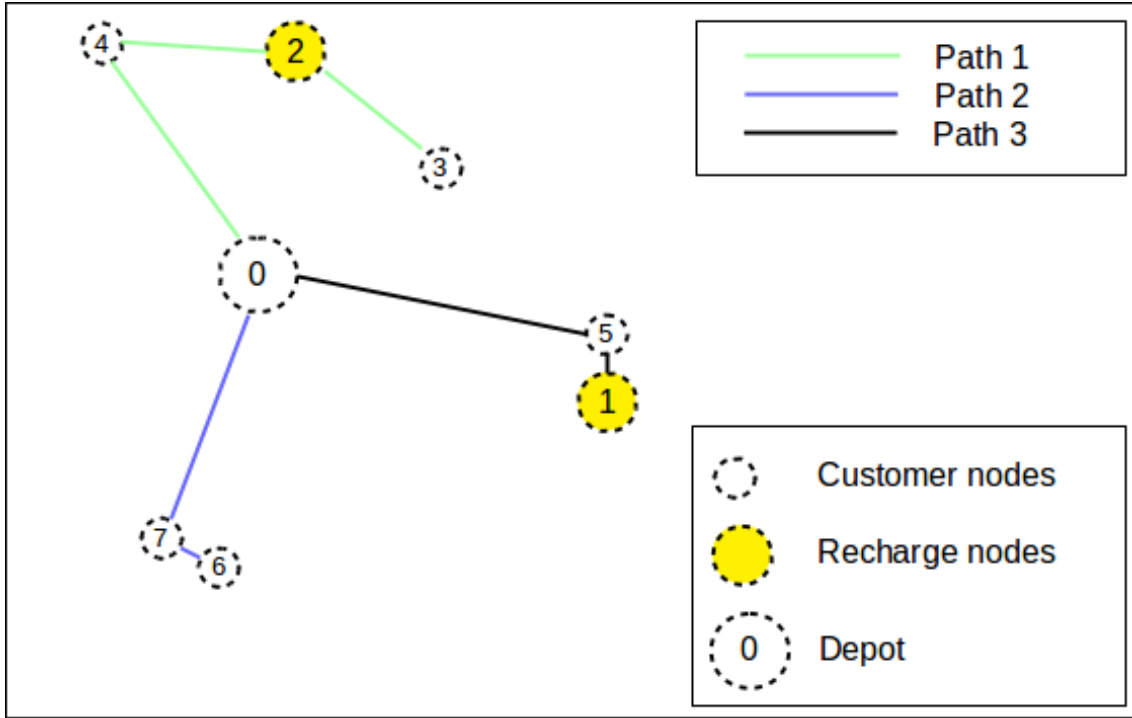 4
2
Path 1
Path 2
Path 3
3
0
5
1
Customer nodes
7
6
Recharge nodes
0 Depot